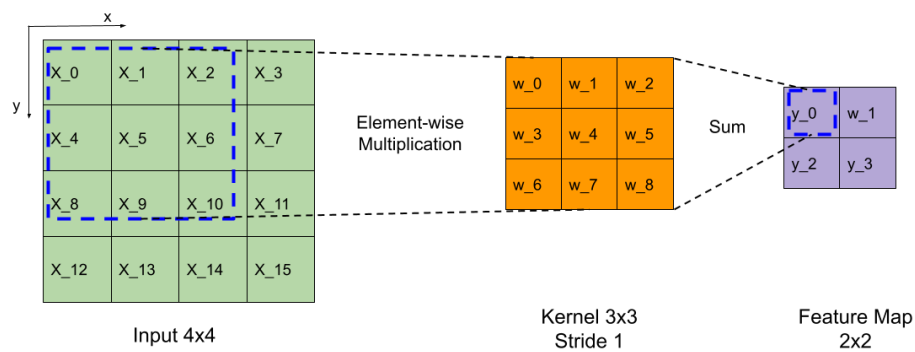 x
y
X_0 X_1 X_2 X_3
X_4 X_5 X_6 X_7
X_8 X_9 X_10 X_11
X_12 X_13 X_14 X_15
Input 4x4
Element-wise
Multiplication
w_0 w_1 w_2
w_3 w_4 w_5
w_6 w_7 w_8
Kernel 3x3
Stride 1
Sum
y_0 w_1
y_2 y_3
Feature Map
2x2